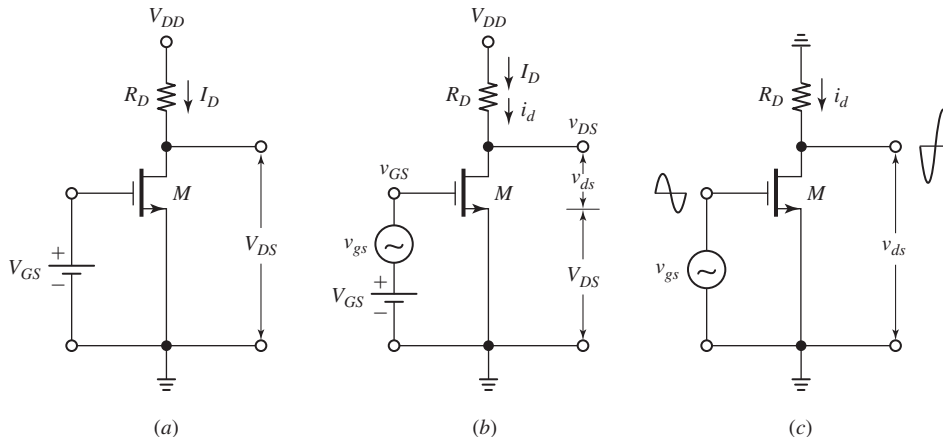 V_DD
R_D
I_D
M
+
V_GS
−
V_DS
(a)
V_DD
I_D
R_D
i_d
v_DS
v_GS
v_ds
M
v_gs
+
V_GS
−
V_DS
(b)
R_D
i_d
M
v_gs
v_ds
(c)